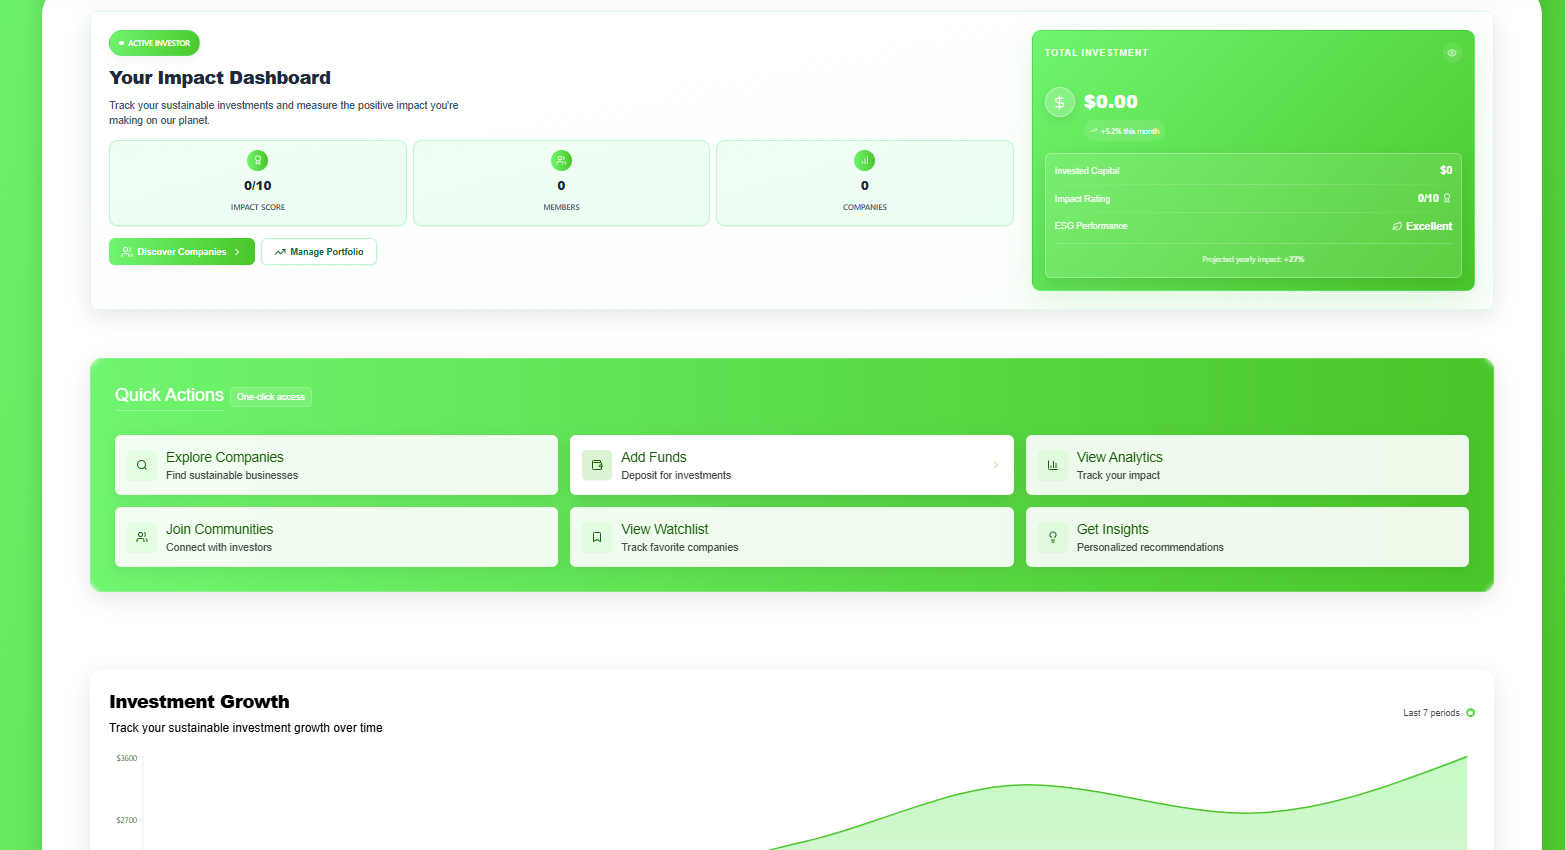 ACTIVE INVESTOR
Your Impact Dashboard
Track your sustainable investments and measure the positive impact you're
making on our planet.
0/10
IMPACT SCORE
0
MEMBERS
0
COMPANIES
Discover Companies
Manage Portfolio
TOTAL INVESTMENT
$0.00
+5.2% this month
Invested Capital
$0
Impact Rating
0/10
ESG Performance
Excellent
Projected yearly impact: +27%
Quick Actions
One-click access
Explore Companies
Find sustainable businesses
Add Funds
Deposit for investments
View Analytics
Track your impact
Join Communities
Connect with investors
View Watchlist
Track favorite companies
Get Insights
Personalized recommendations
Investment Growth
Track your sustainable investment growth over time
Last 7 periods
$3600
$2700